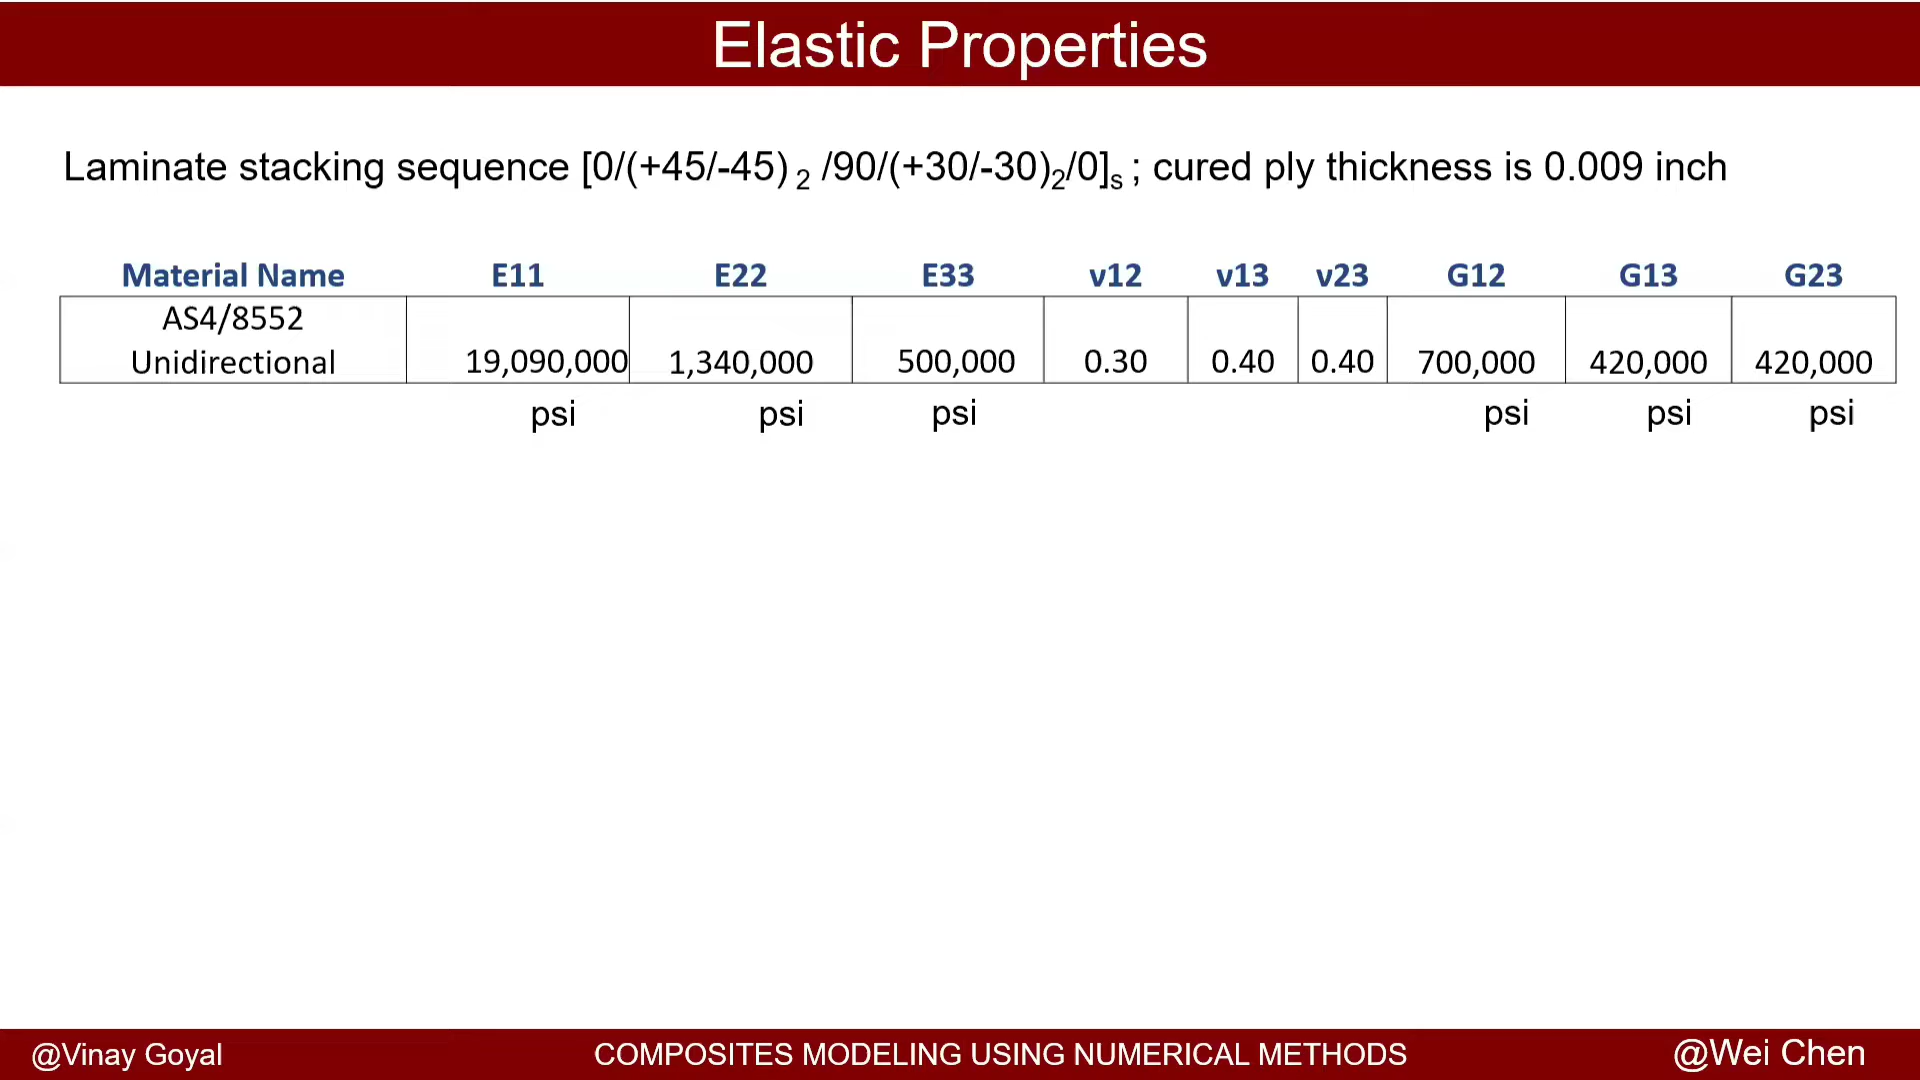 Elastic Properties
Laminate stacking sequence [0/(+45/-45) 2 /90/(+30/-30)2/0]s ; cured ply thickness is 0.009 inch
Material Name E11 E22 E33 ν12 ν13 ν23 G12 G13 G23
AS4/8552
Unidirectional 19,090,000 1,340,000 500,000 0.30 0.40 0.40 700,000 420,000 420,000
psi psi psi psi psi psi
@Vinay Goyal COMPOSITES MODELING USING NUMERICAL METHODS @Wei Chen